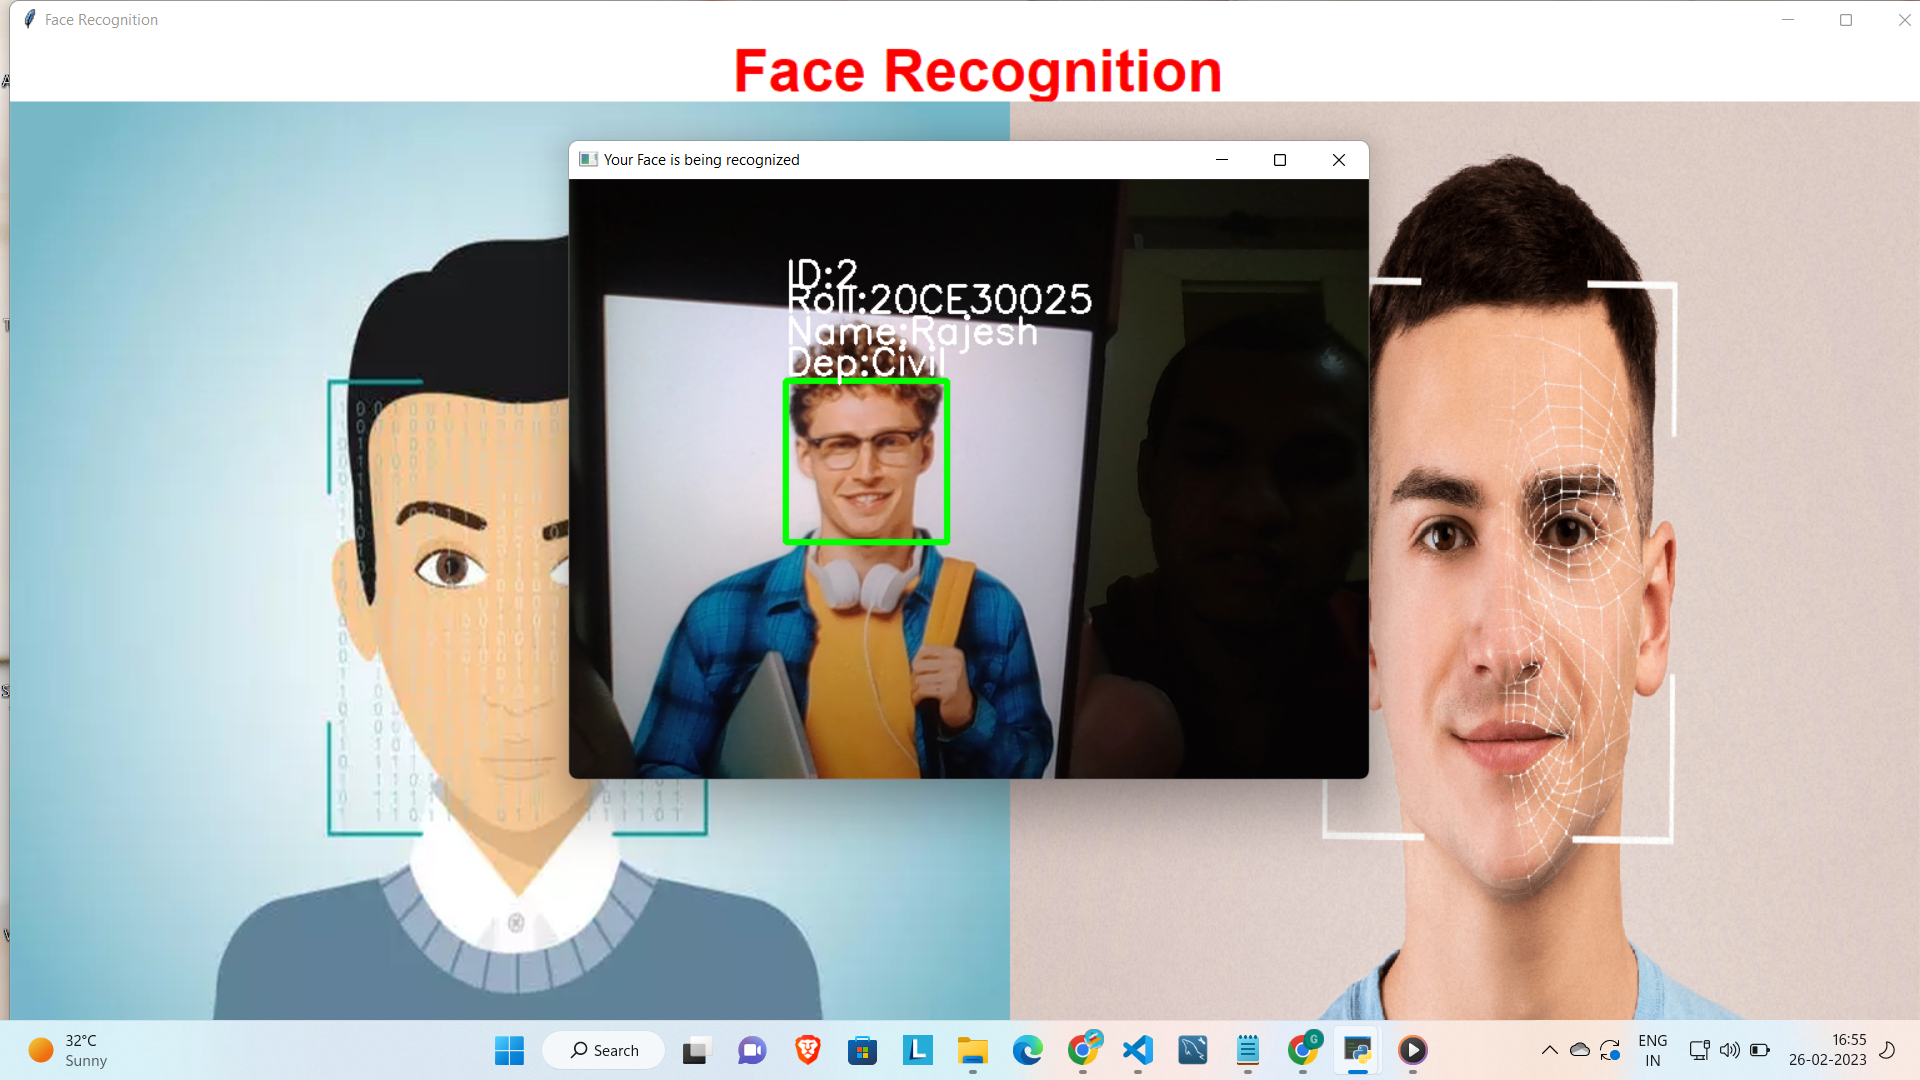 Face Recognition
Face Recognition
Your Face is being recognized
ID:2
Roll:20CE30025
Name:Rajesh
Dep:Civil
32°C
Sunny
Search
L
G
ENG
IN
16:55
26-02-2023